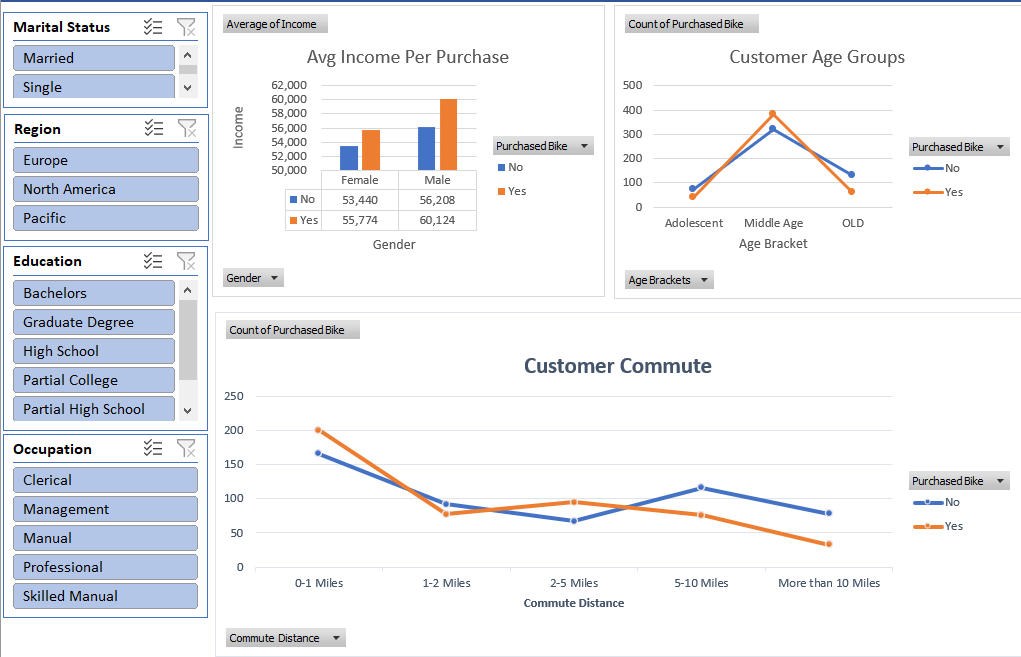 Marital Status
Married
Single
Region
Europe
North America
Pacific
Education
Bachelors
Graduate Degree
High School
Partial College
Partial High School
Occupation
Clerical
Management
Manual
Professional
Skilled Manual
Average of Income
Avg Income Per Purchase
Income
62,000
60,000
58,000
56,000
54,000
52,000
50,000
Female Male
No 53,440 56,208
Yes 55,774 60,124
Gender
Purchased Bike
No
Yes
Gender
Count of Purchased Bike
Customer Age Groups
500
400
300
200
100
0
Adolescent Middle Age OLD
Age Bracket
Purchased Bike
No
Yes
Age Brackets
Count of Purchased Bike
Customer Commute
250
200
150
100
50
0
0-1 Miles 1-2 Miles 2-5 Miles 5-10 Miles More than 10 Miles
Commute Distance
Purchased Bike
No
Yes
Commute Distance